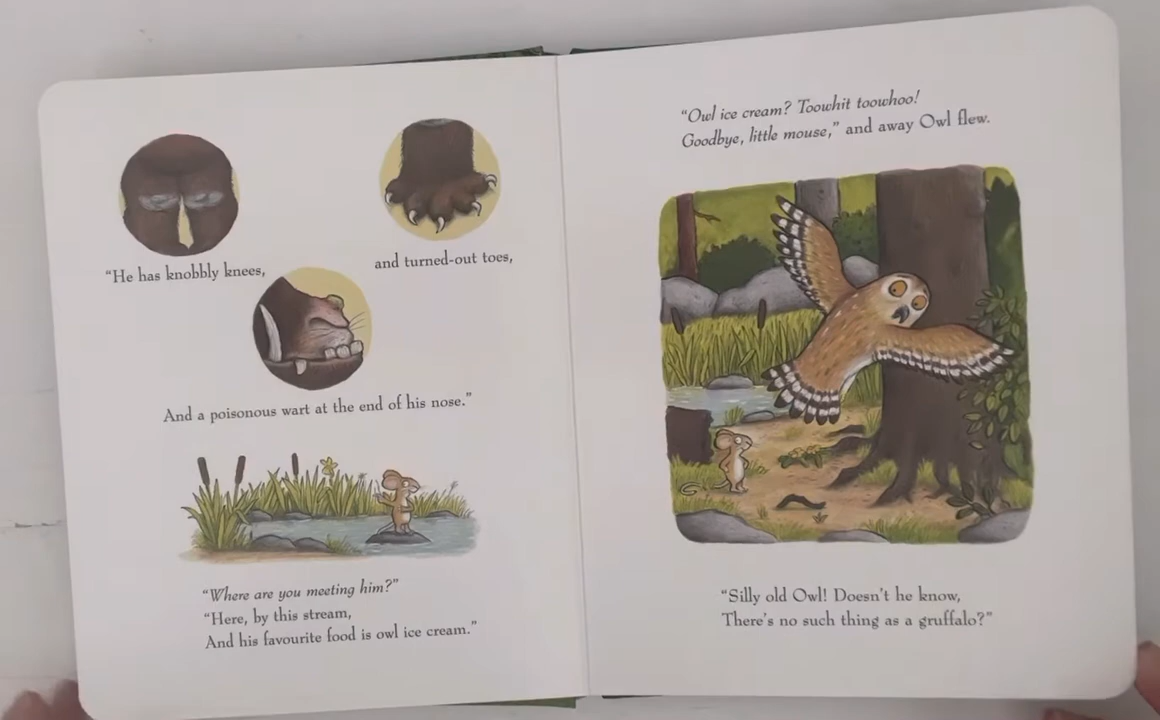 “He has knobbly knees,
and turned-out toes,
And a poisonous wart at the end of his nose.”
“Where are you meeting him?”
“Here, by this stream,
And his favourite food is owl ice cream.”
“Owl ice cream? Toowhit toowhoo!
Goodbye, little mouse,” and away Owl flew.
“Silly old Owl! Doesn’t he know,
There’s no such thing as a gruffalo?”